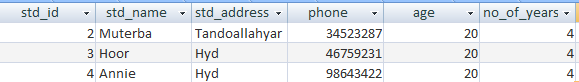 std_id std_name std_address phone age no_of_years
2 Muterba Tandoallahyar 34523287 20 4
3 Hoor Hyd 46759231 20 4
4 Annie Hyd 98643422 20 4